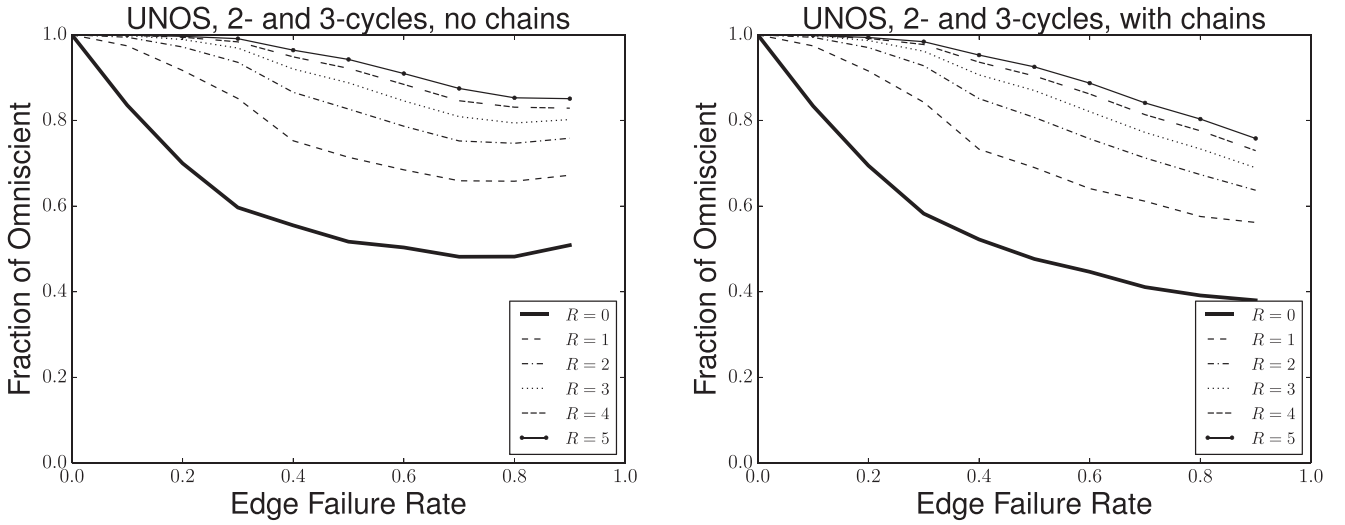 UNOS, 2- and 3-cycles, no chains
Fraction of Omniscient
1.0
0.8
0.6
0.4
0.2
0.0
R = 0
R = 1
R = 2
R = 3
R = 4
R = 5
0.0 0.2 0.4 0.6 0.8 1.0
Edge Failure Rate
UNOS, 2- and 3-cycles, with chains
Fraction of Omniscient
1.0
0.8
0.6
0.4
0.2
0.0
R = 0
R = 1
R = 2
R = 3
R = 4
R = 5
0.0 0.2 0.4 0.6 0.8 1.0
Edge Failure Rate